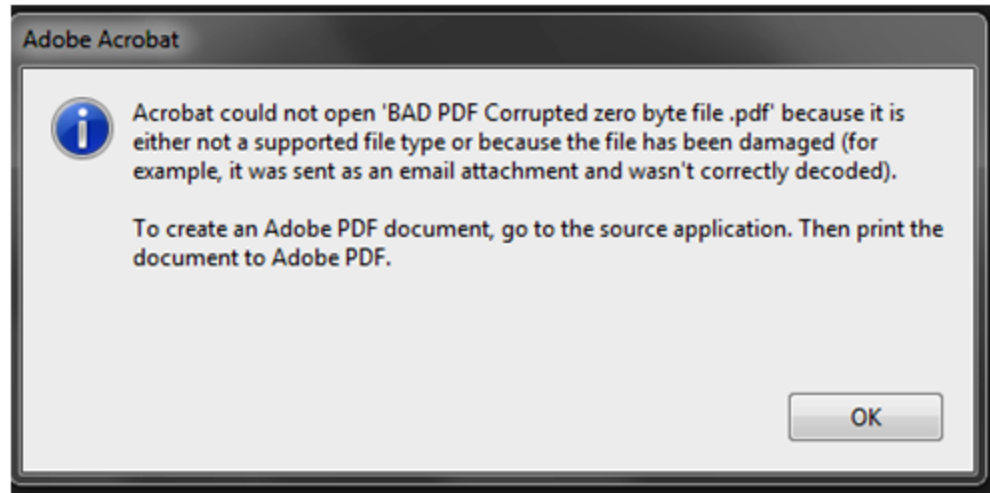 Adobe Acrobat
Acrobat could not open 'BAD PDF Corrupted zero byte file .pdf' because it is
either not a supported file type or because the file has been damaged (for
example, it was sent as an email attachment and wasn't correctly decoded).
To create an Adobe PDF document, go to the source application. Then print the
document to Adobe PDF.
OK